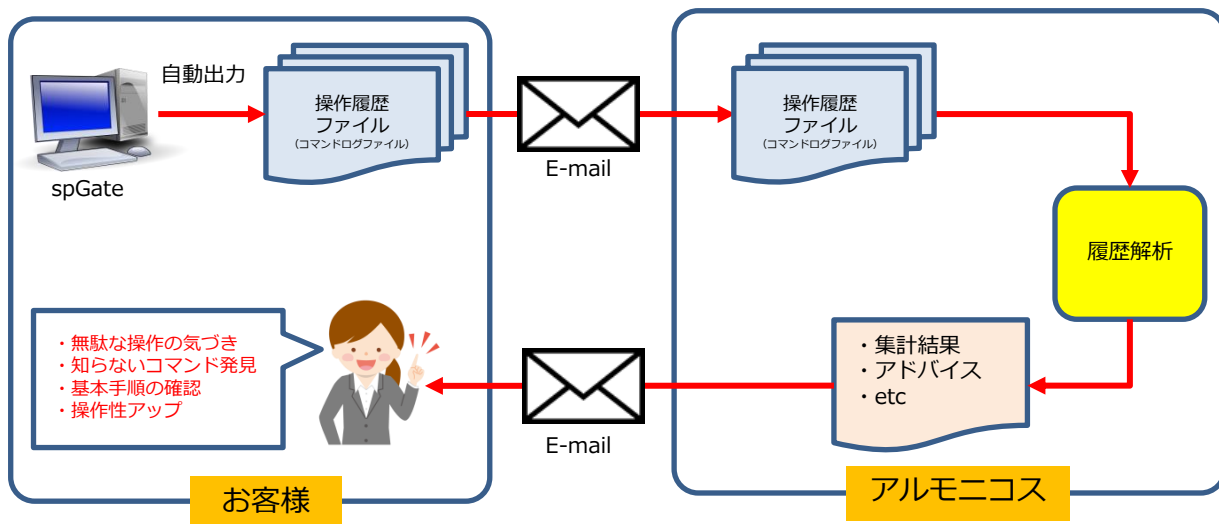 自動出力
spGate
操作履歴
ファイル
(コマンドログファイル)
E-mail
操作履歴
ファイル
(コマンドログファイル)
履歴解析
・集計結果
・アドバイス
・etc
E-mail
・無駄な操作の気づき
・知らないコマンド発見
・基本手順の確認
・操作性アップ
お客様
アルモニコス